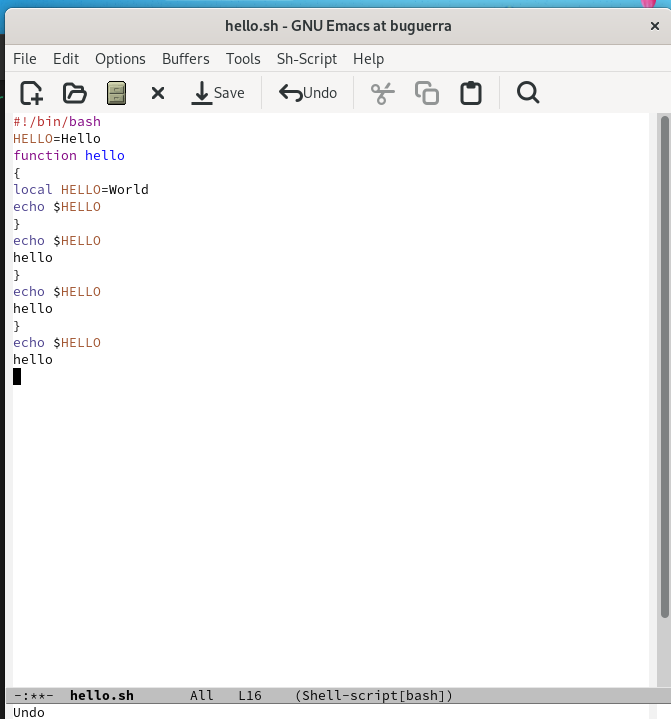 hello.sh - GNU Emacs at buguerra
File Edit Options Buffers Tools Sh-Script Help
Save Undo
#!/bin/bash
HELLO=Hello
function hello
{
local HELLO=World
echo $HELLO
}
echo $HELLO
hello
}
echo $HELLO
hello
}
echo $HELLO
hello
-:**- hello.sh All L16 (Shell-script[bash])
Undo